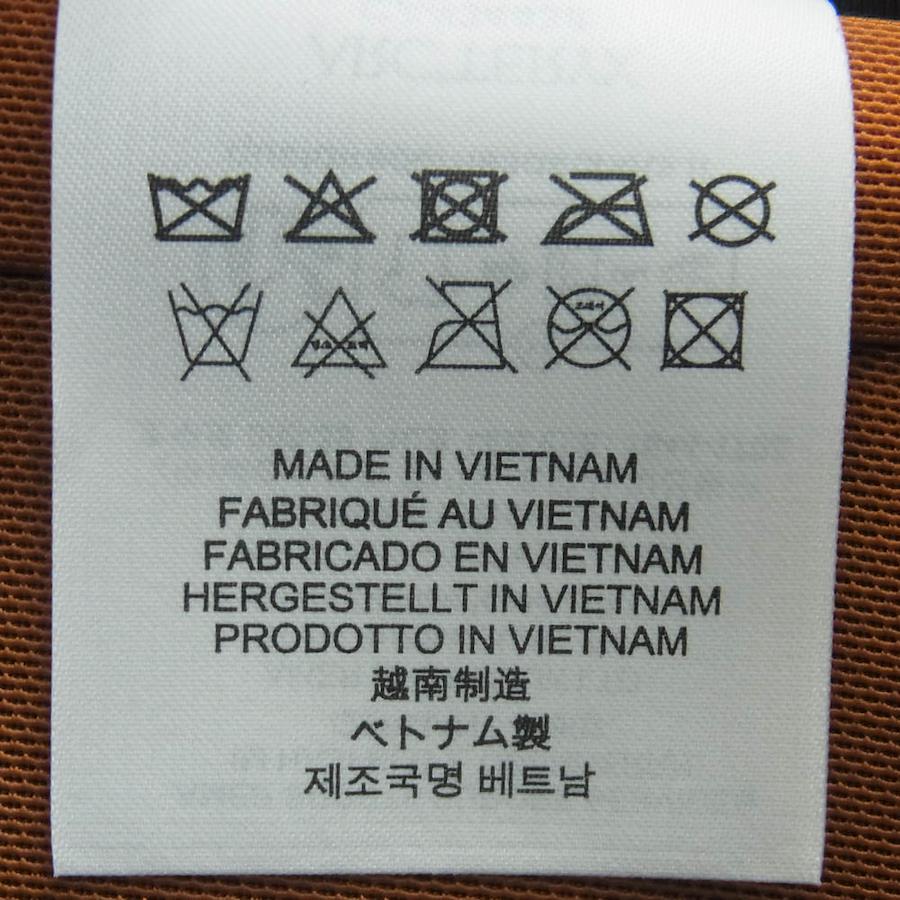 MADE IN VIETNAM
FABRIQUÉ AU VIETNAM
FABRICADO EN VIETNAM
HERGESTELLT IN VIETNAM
PRODOTTO IN VIETNAM
越南制造
ベトナム製
제조국명 베트남